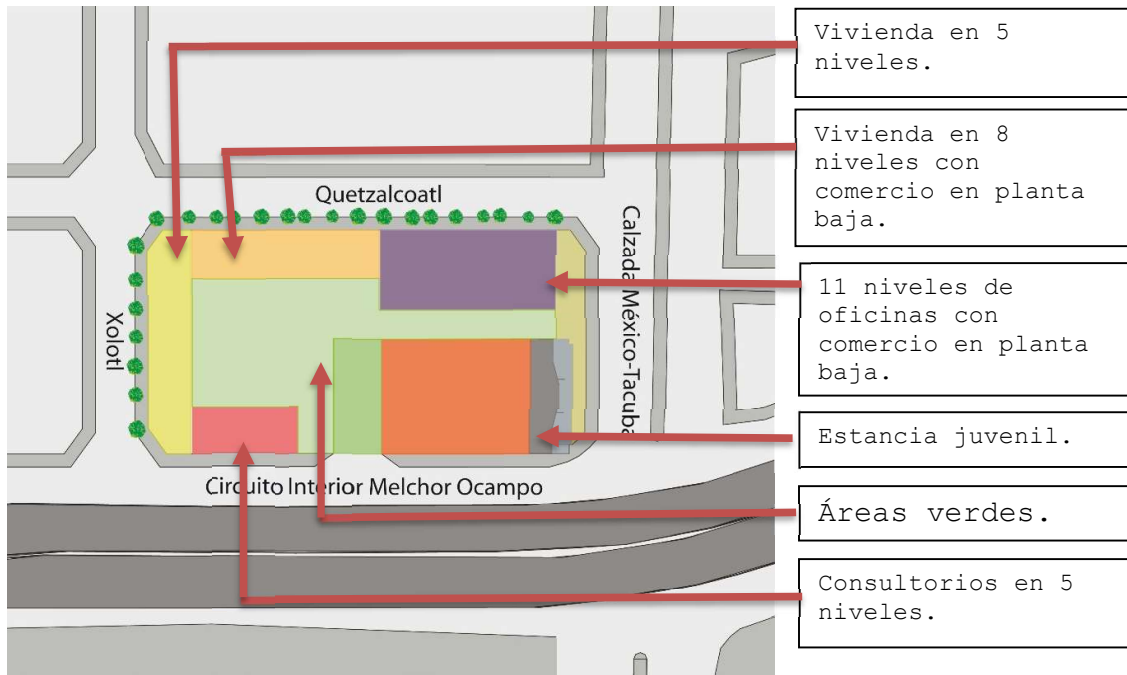 Vivienda en 5
niveles.
Vivienda en 8
niveles con
comercio en planta
baja.
Quetzalcoatl
Calzada México-Tacuba
Xolotl
11 niveles de
oficinas con
comercio en planta
baja.
Estancia juvenil.
Circuito Interior Melchor Ocampo
Áreas verdes.
Consultorios en 5
niveles.